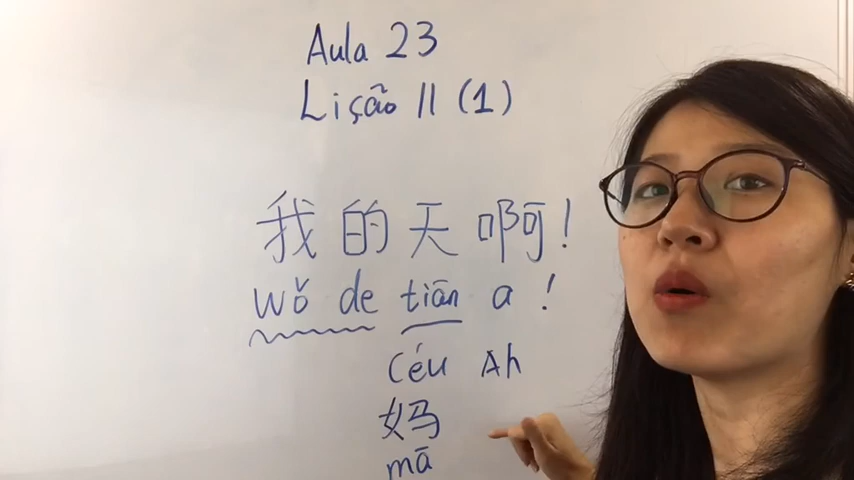 Aula 23
Lição 11 (1)
我的天啊!
wǒ de tiān a !
céu Ah
妈
mā